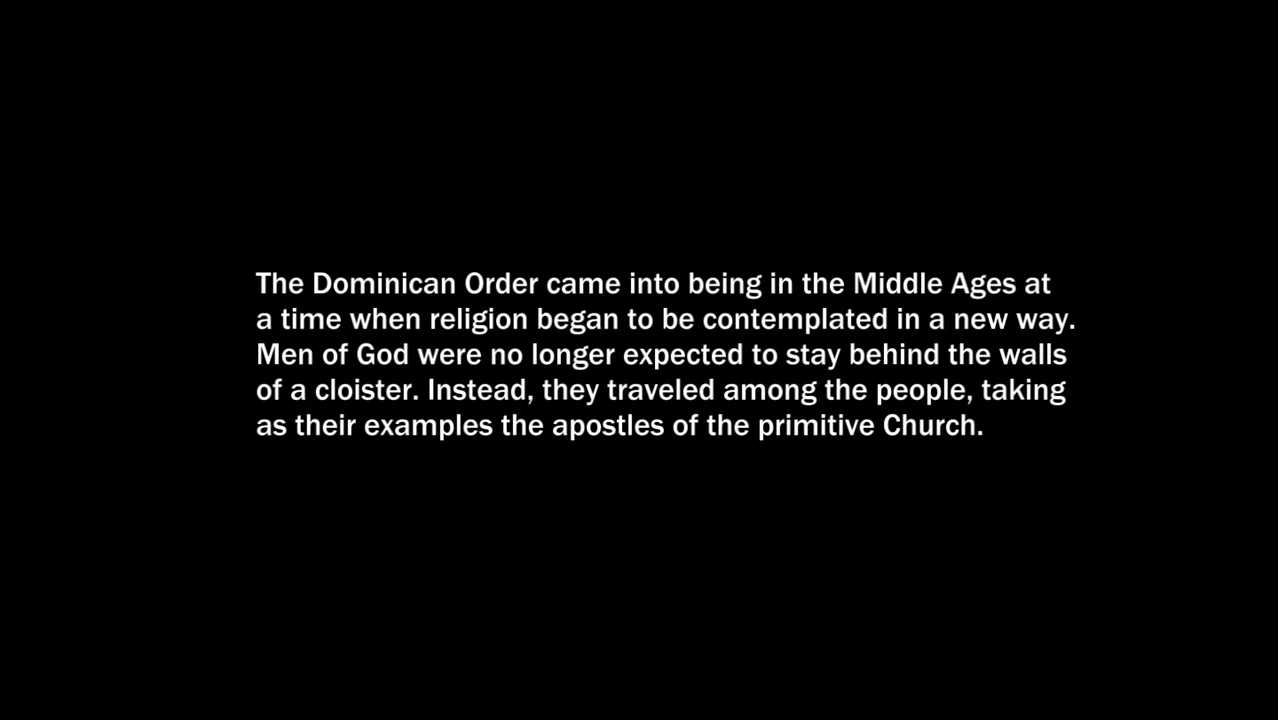 The Dominican Order came into being in the Middle Ages at
a time when religion began to be contemplated in a new way.
Men of God were no longer expected to stay behind the walls
of a cloister. Instead, they traveled among the people, taking
as their examples the apostles of the primitive Church.